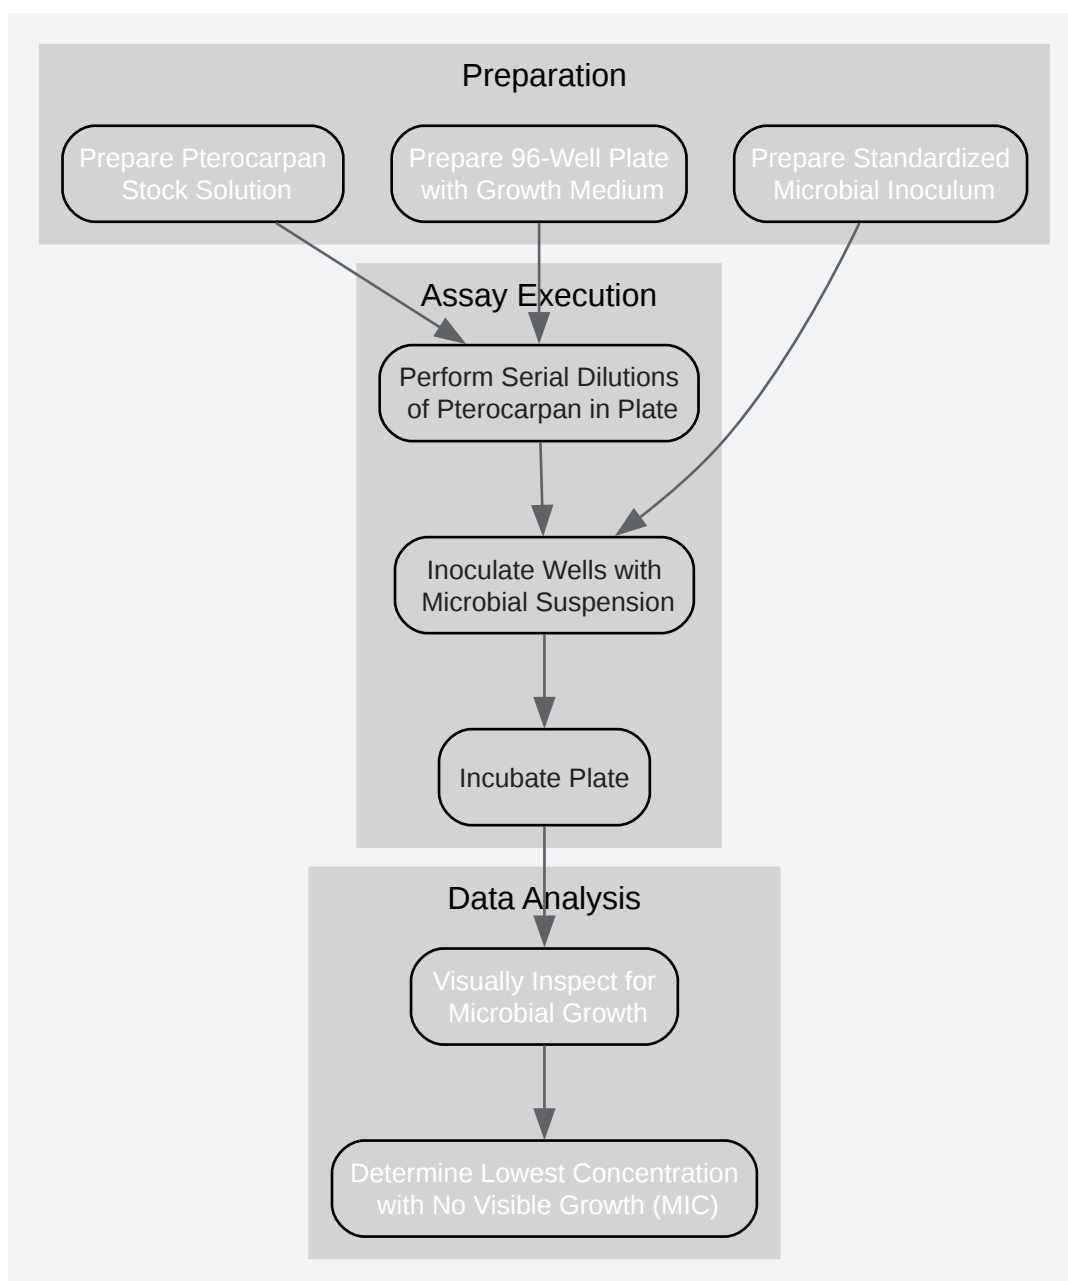 Preparation
Prepare Pterocarpan
Stock Solution
Prepare 96-Well Plate
with Growth Medium
Prepare Standardized
Microbial Inoculum
Assay Execution
Perform Serial Dilutions
of Pterocarpan in Plate
Inoculate Wells with
Microbial Suspension
Incubate Plate
Data Analysis
Visually Inspect for
Microbial Growth
Determine Lowest Concentration
with No Visible Growth (MIC)